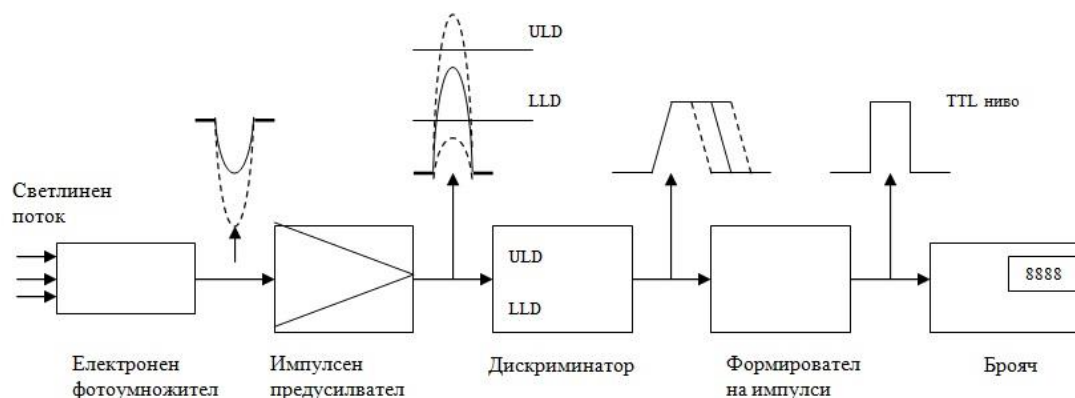 ULD
LLD
TTL ниво
Светлинен
поток
ULD
LLD
8888
Електронен
фотоумножител
Импулсен
предусилвател
Дискриминатор
Формировател
на импулси
Брояч